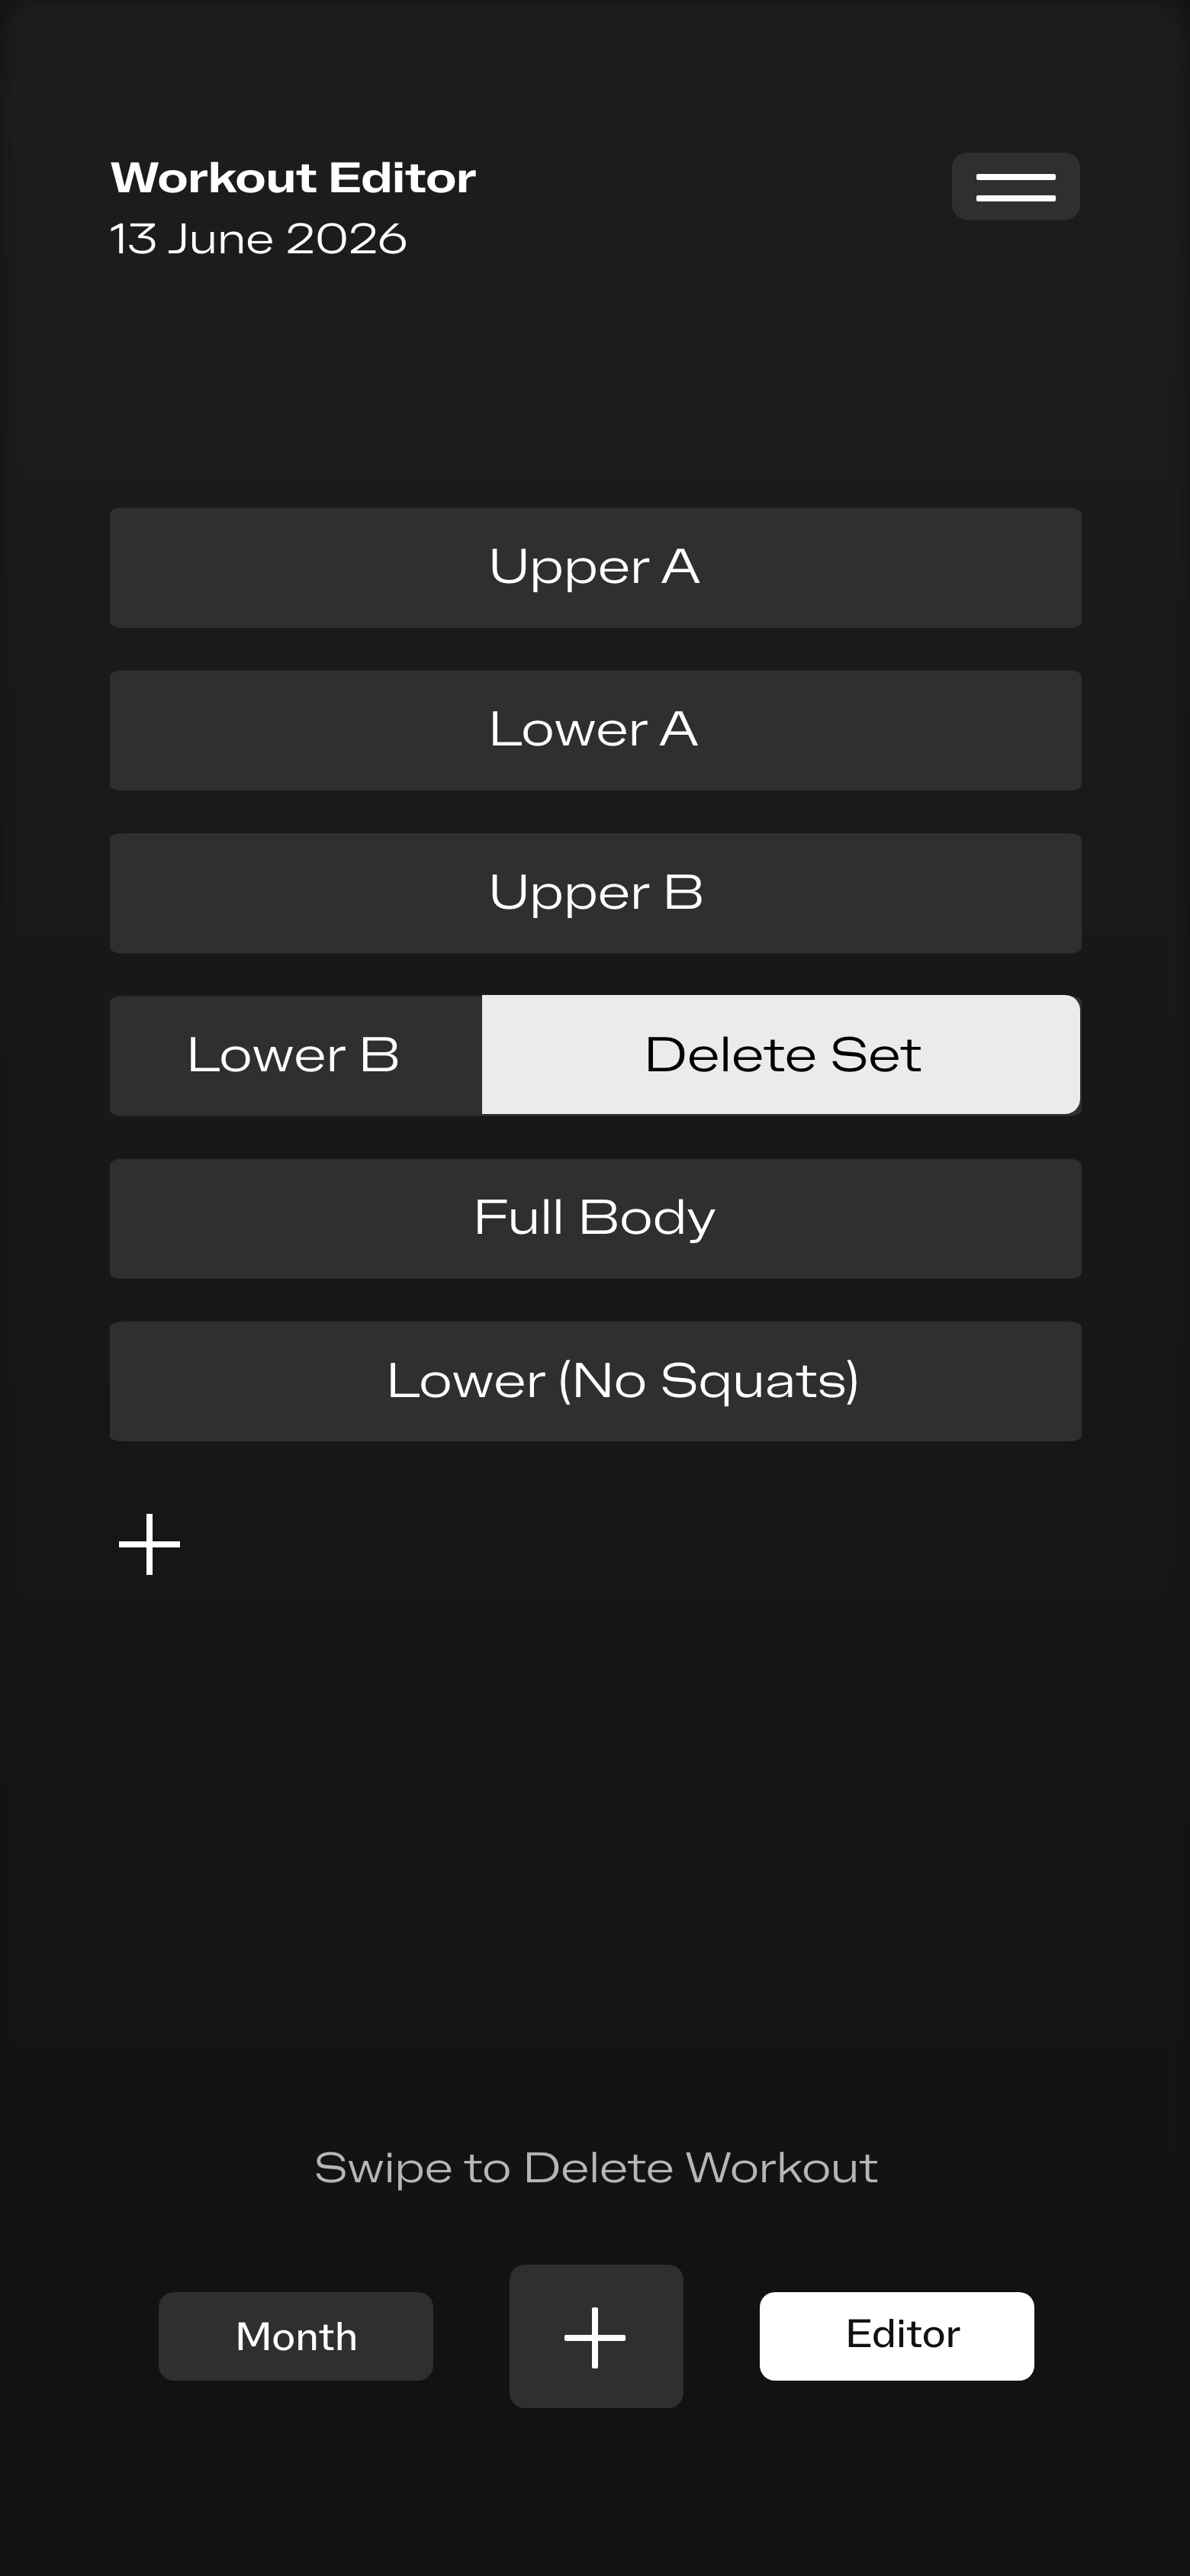 Workout Editor
13 June 2026
Upper A
Lower A
Upper B
Lower B Delete Set
Full Body
Lower (No Squats)
Swipe to Delete Workout
Month Editor